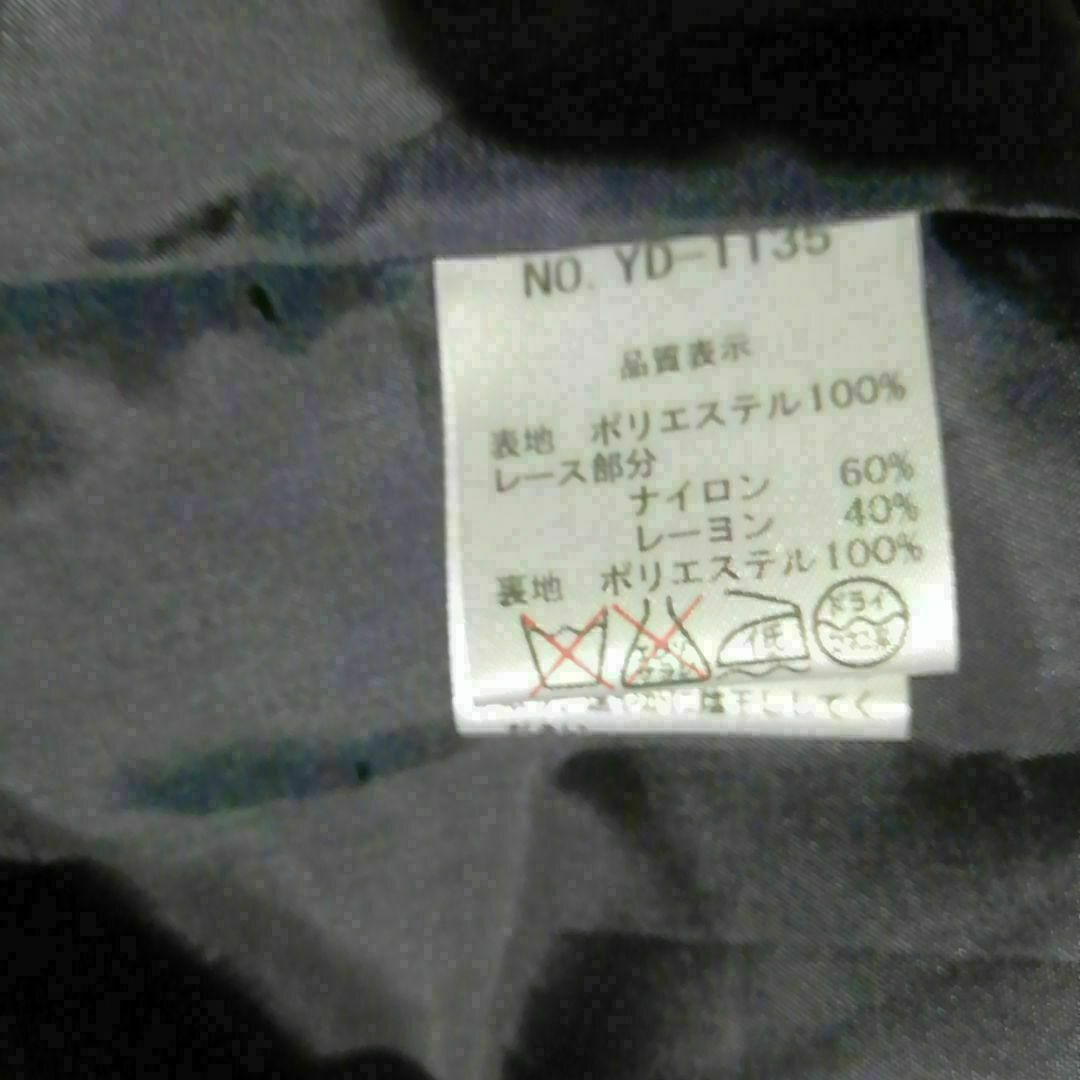 NO. YD-1135
品質表示
表地 ポリエステル100%
レース部分
ナイロン 60%
レーヨン 40%
裏地 ポリエステル100%
低 ドライ